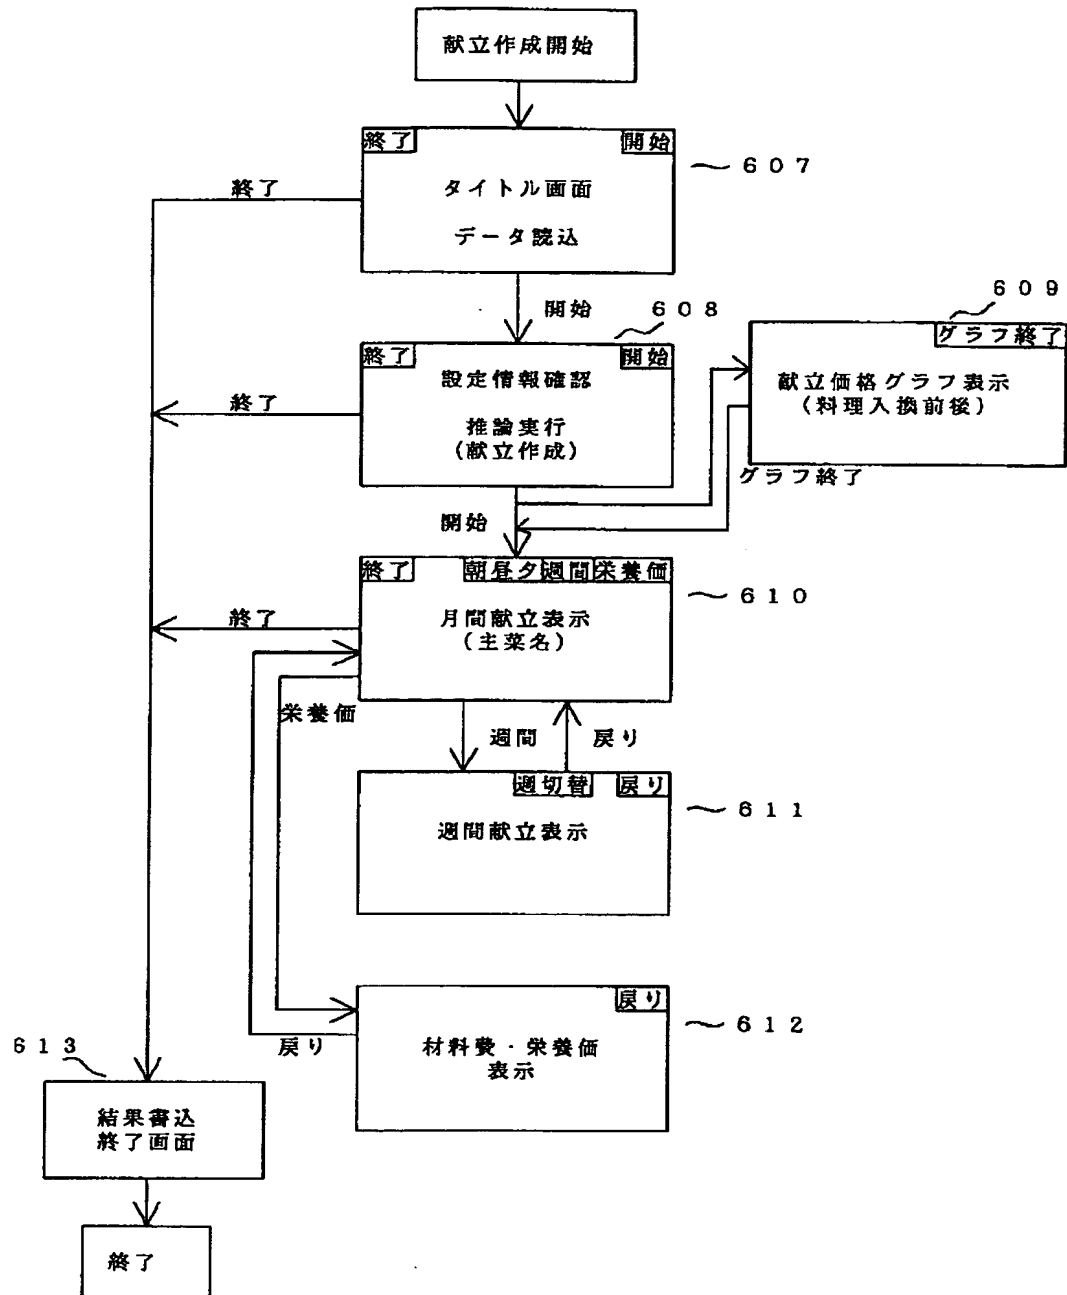 献立作成開始
終了
開始
607
タイトル画面
データ読込
終了
開始
608
609
終了
開始
設定情報確認
推論実行
(献立作成)
終了
グラフ終了
献立価格グラフ表示
(料理入換前後)
グラフ終了
開始
終了
朝昼夕
週間
栄養価
610
月間献立表示
(主菜名)
終了
栄養価
週間
戻り
週切替
戻り
611
週間献立表示
戻り
612
材料費・栄養価
表示
戻り
613
結果書込
終了画面
終了